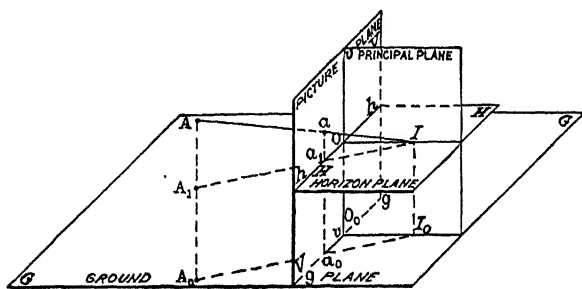 PLANE
V
PICTURE
v
PRINCIPAL PLANE
h
H
G
A
a
O
I
a₁
h
H
HORIZON PLANE
A₁
g
O₀
v
I₀
a₀
A₀
V
g
PLANE
G
GROUND